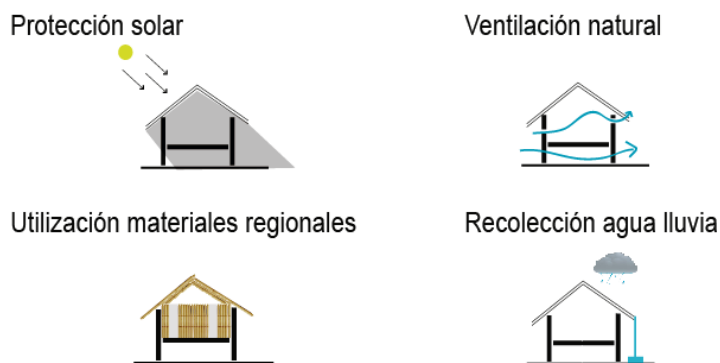 Protección solar
Ventilación natural
Utilización materiales regionales
Recolección agua lluvia